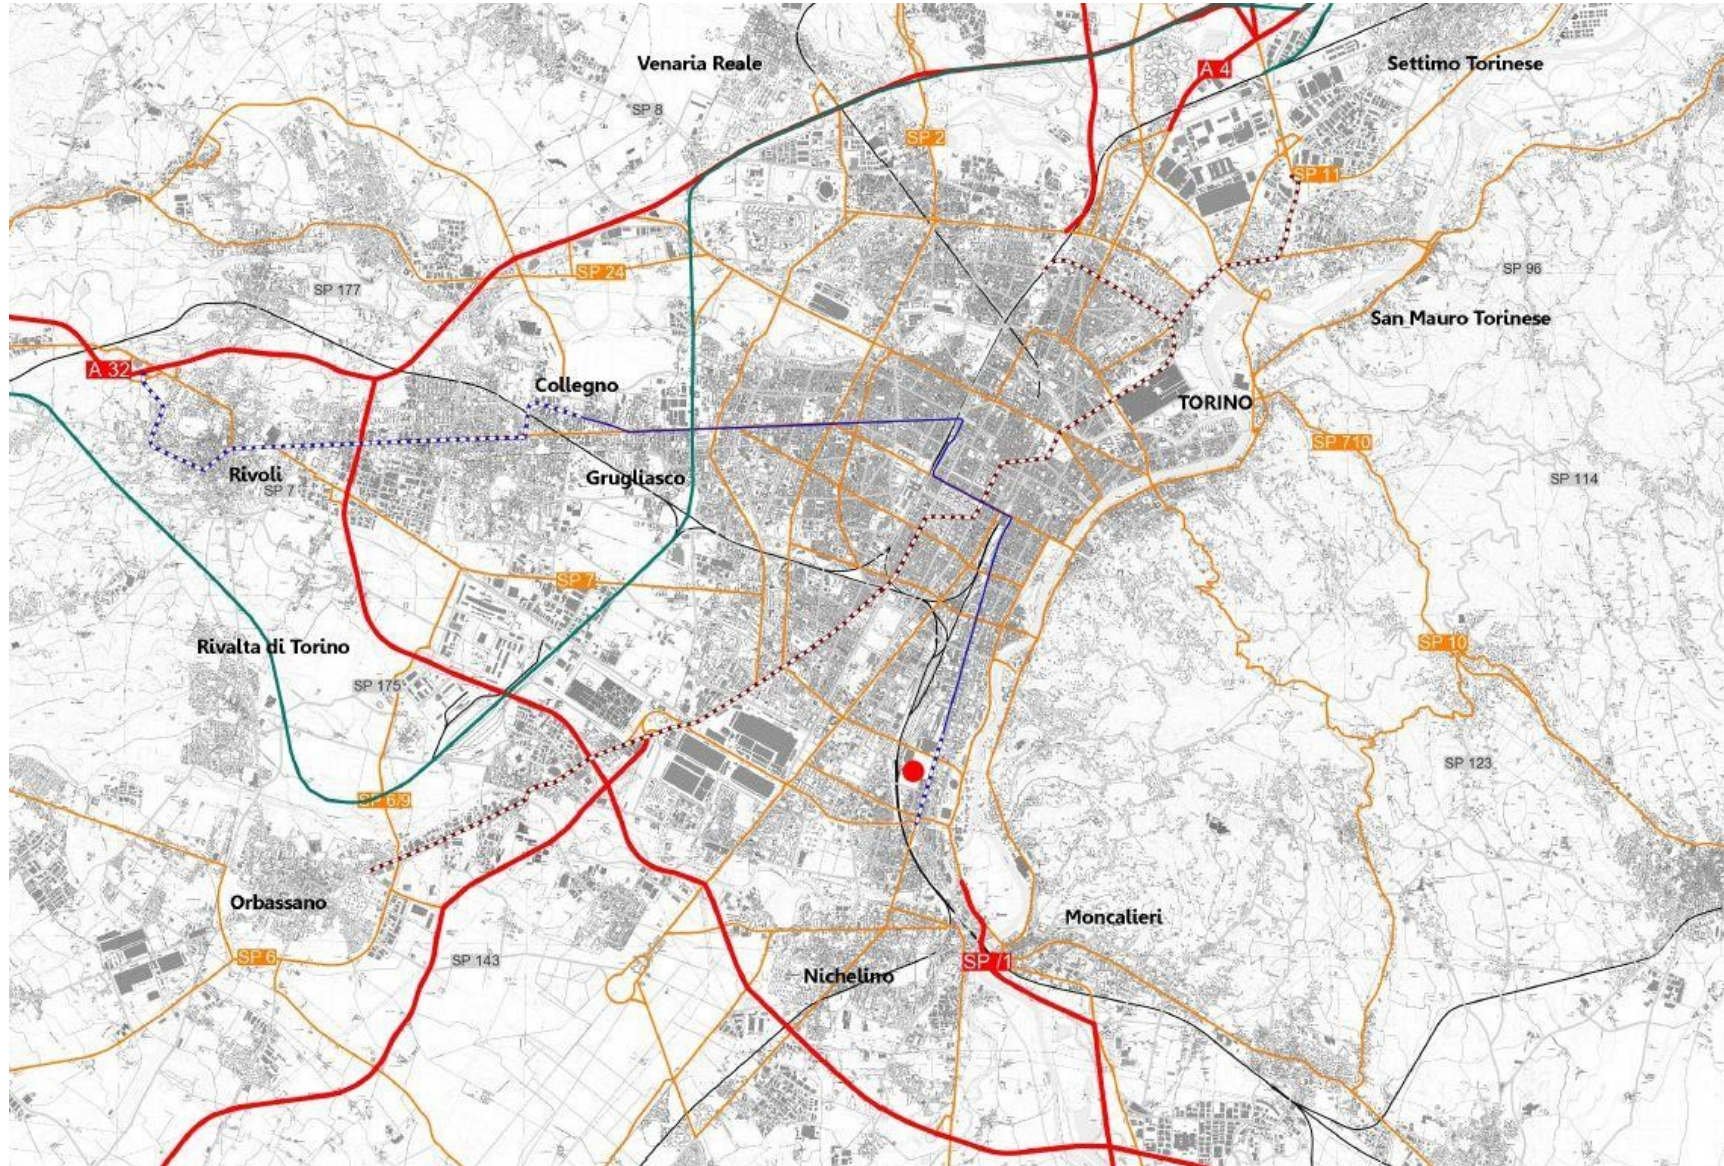 Venaria Reale
Settimo Torinese
A 4
SP 8
SP 2
SP 11
SP 24
SP 96
SP 177
San Mauro Torinese
A 32
Collegno
TORINO
SP 710
Rivoli
Grugliasco
SP 114
SP 7
SP 7
SP 10
Rivalta di Torino
SP 175
SP 123
SP 6/9
Orbassano
Moncalieri
SP 6
SP 143
SP /1
Nichelino